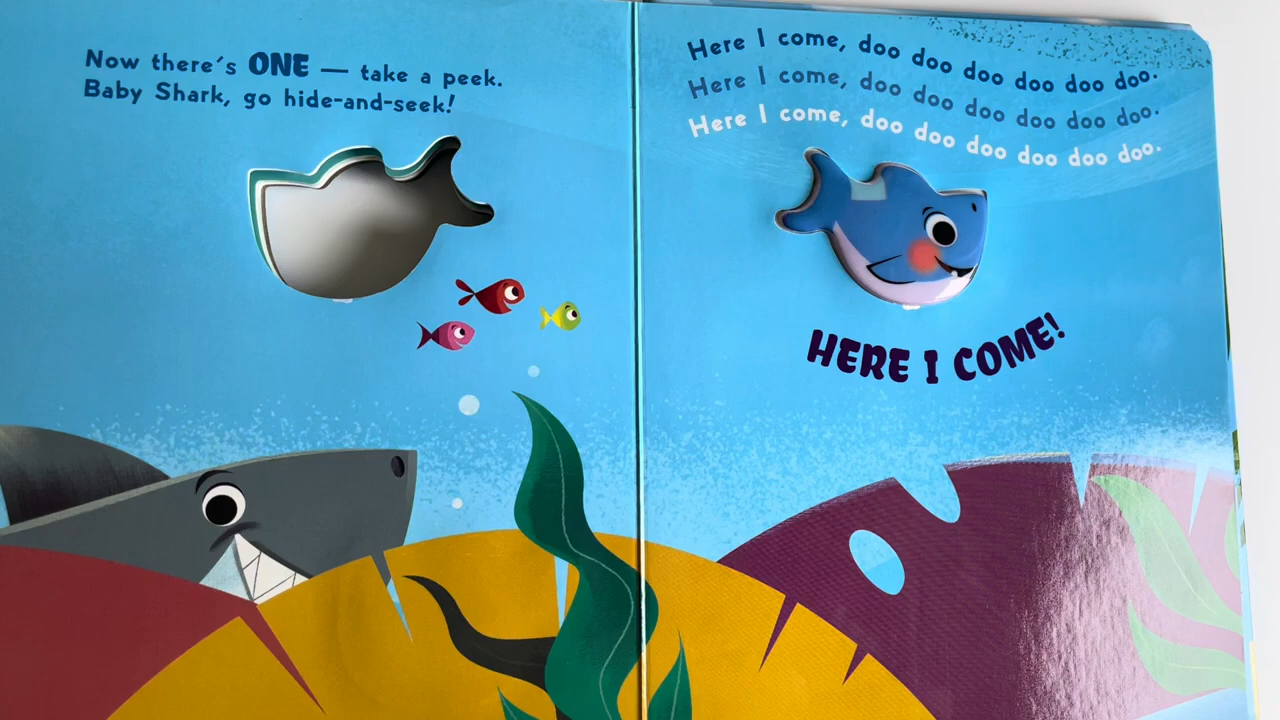 Now there's ONE — take a peek.
Baby Shark, go hide-and-seek!
Here I come, doo doo doo doo doo doo.
Here I come, doo doo doo doo doo doo.
Here I come, doo doo doo doo doo doo.
HERE I COME!